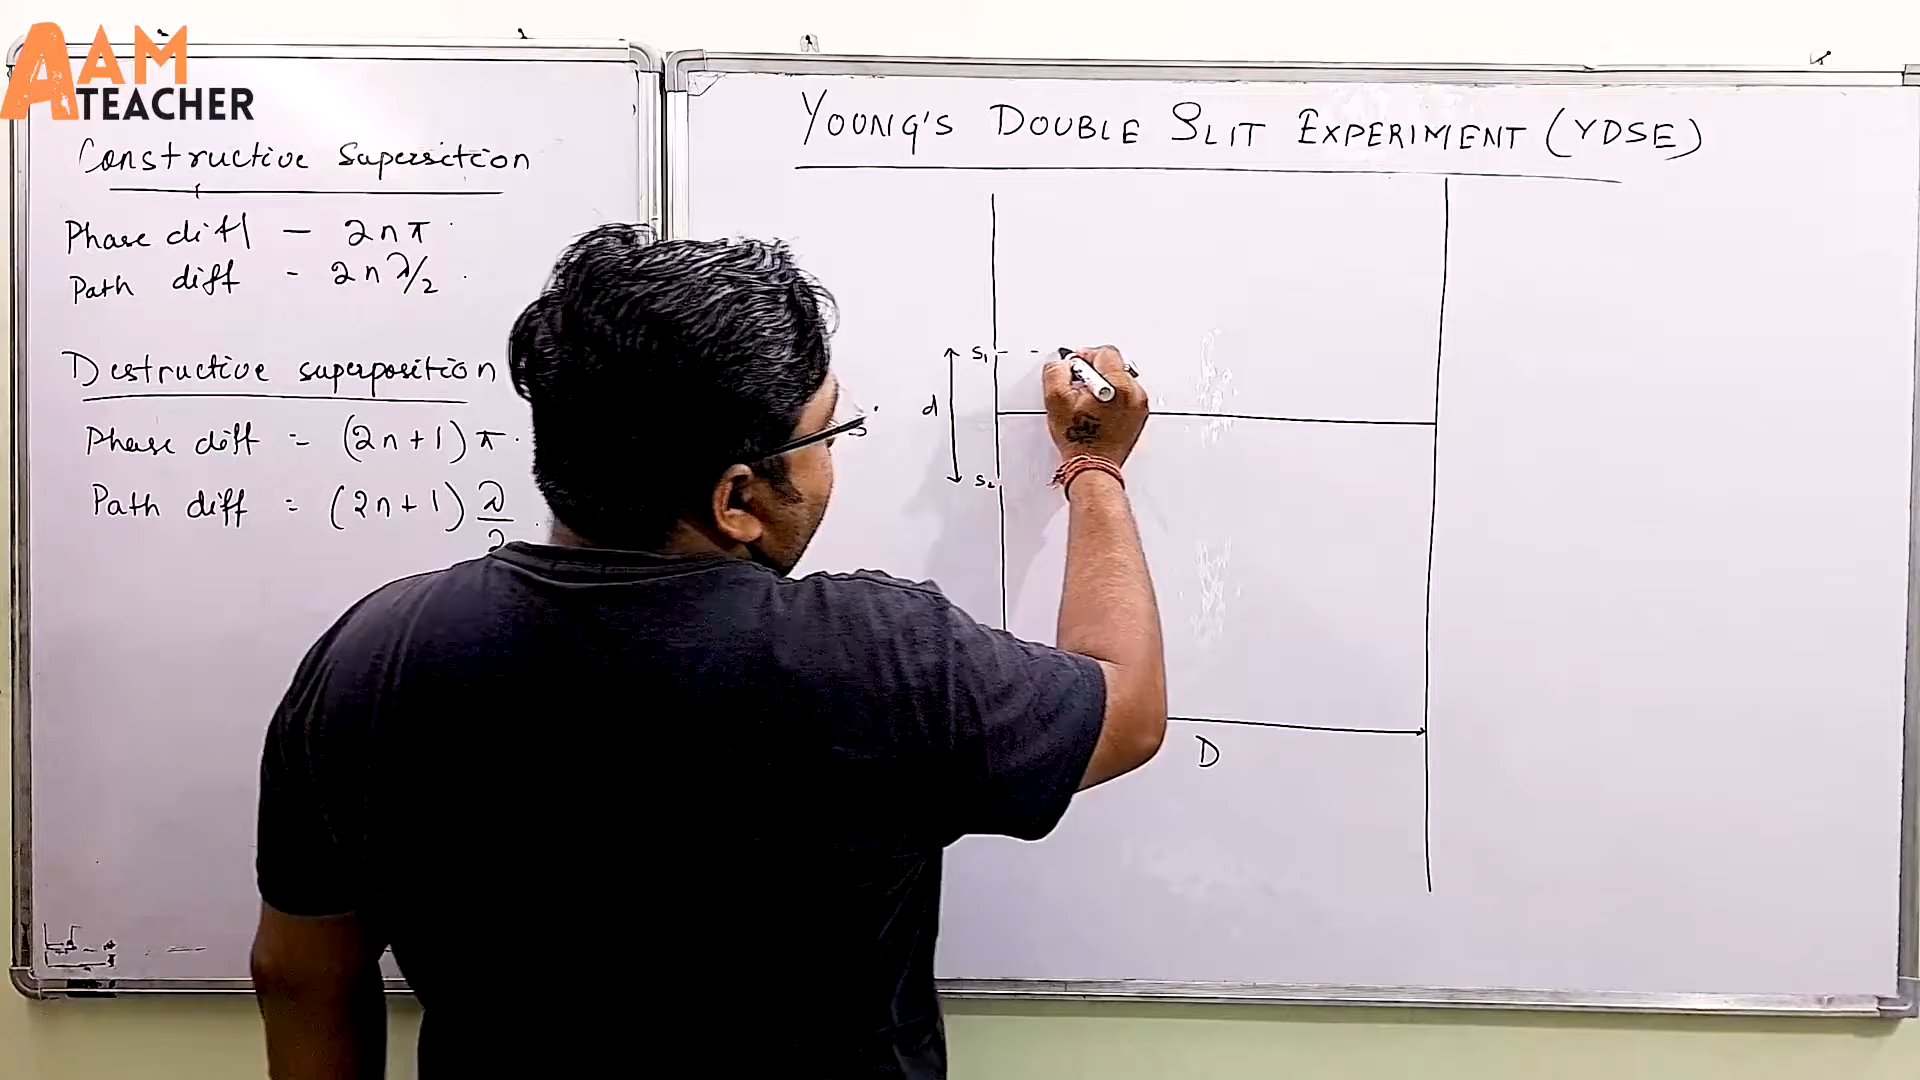 AAM
TEACHER
Constructive Supersition
Phase diff — 2nπ
Path diff - 2nλ/2
Destructive superposition
Phase diff = (2n+1)π
Path diff = (2n+1)λ/2
YOUNG'S DOUBLE SLIT EXPERIMENT (YDSE)
S1
d
S
S2
D